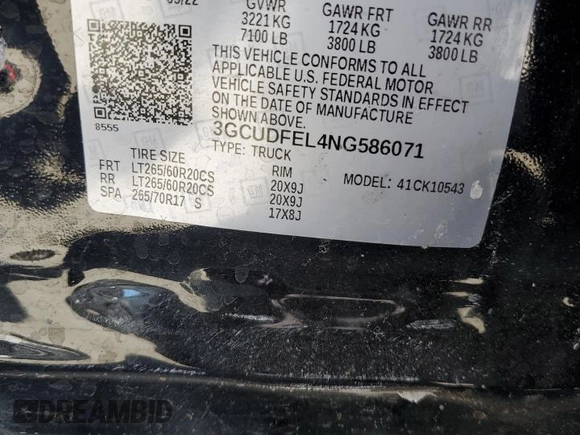 09/22 GVWR GAWR FRT GAWR RR
3221 KG 1724 KG 1724 KG
7100 LB 3800 LB 3800 LB
THIS VEHICLE CONFORMS TO ALL
APPLICABLE U.S. FEDERAL MOTOR
VEHICLE SAFETY STANDARDS IN EFFECT
ON THE DATE OF MANUFACTURE
SHOWN ABOVE.
8555
3GCUDFEL4NG586071
TYPE: TRUCK
TIRE SIZE RIM MODEL: 41CK10543
FRT LT265/60R20CS 20X9J
RR LT265/60R20CS 20X9J
SPA 265/70R17 S 17X8J
DREAMBID